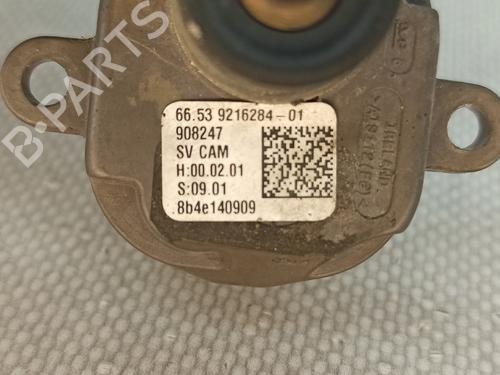 B-PARTS
66.53 9216284-01
908247
SV CAM
H:00.02.01
S:09.01
8b4e140909